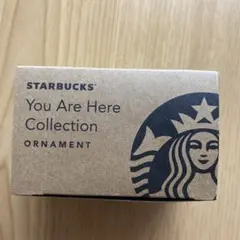 STARBUCKS®
You Are Here
Collection
ORNAMENT